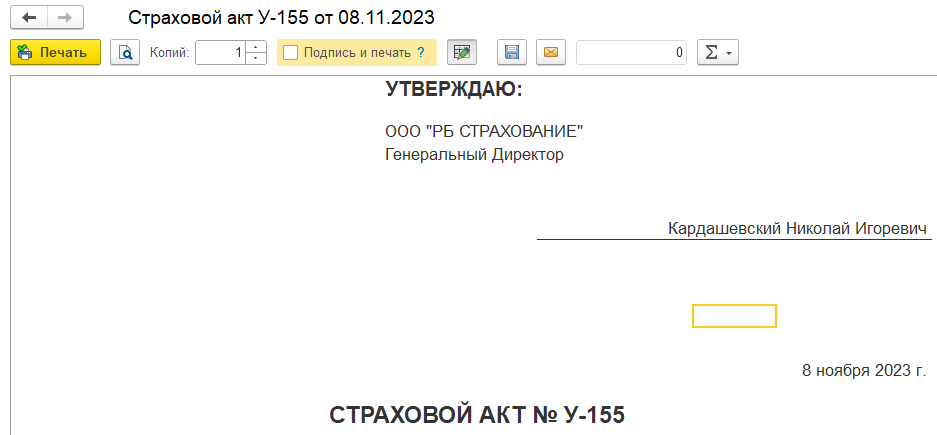 Страховой акт У-155 от 08.11.2023
Печать Копий: 1 Подпись и печать ? 0 Σ
УТВЕРЖДАЮ:
ООО "РБ СТРАХОВАНИЕ"
Генеральный Директор
Кардашевский Николай Игоревич
8 ноября 2023 г.
СТРАХОВОЙ АКТ № У-155